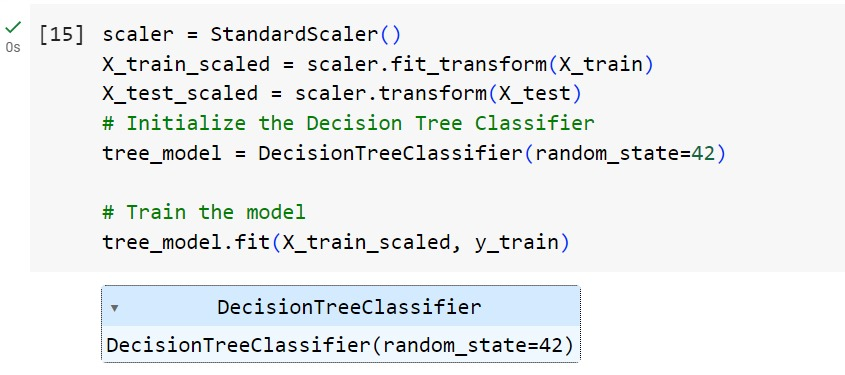 [15] scaler = StandardScaler()
0s
X_train_scaled = scaler.fit_transform(X_train)
X_test_scaled = scaler.transform(X_test)
# Initialize the Decision Tree Classifier
tree_model = DecisionTreeClassifier(random_state=42)
# Train the model
tree_model.fit(X_train_scaled, y_train)
DecisionTreeClassifier
DecisionTreeClassifier(random_state=42)